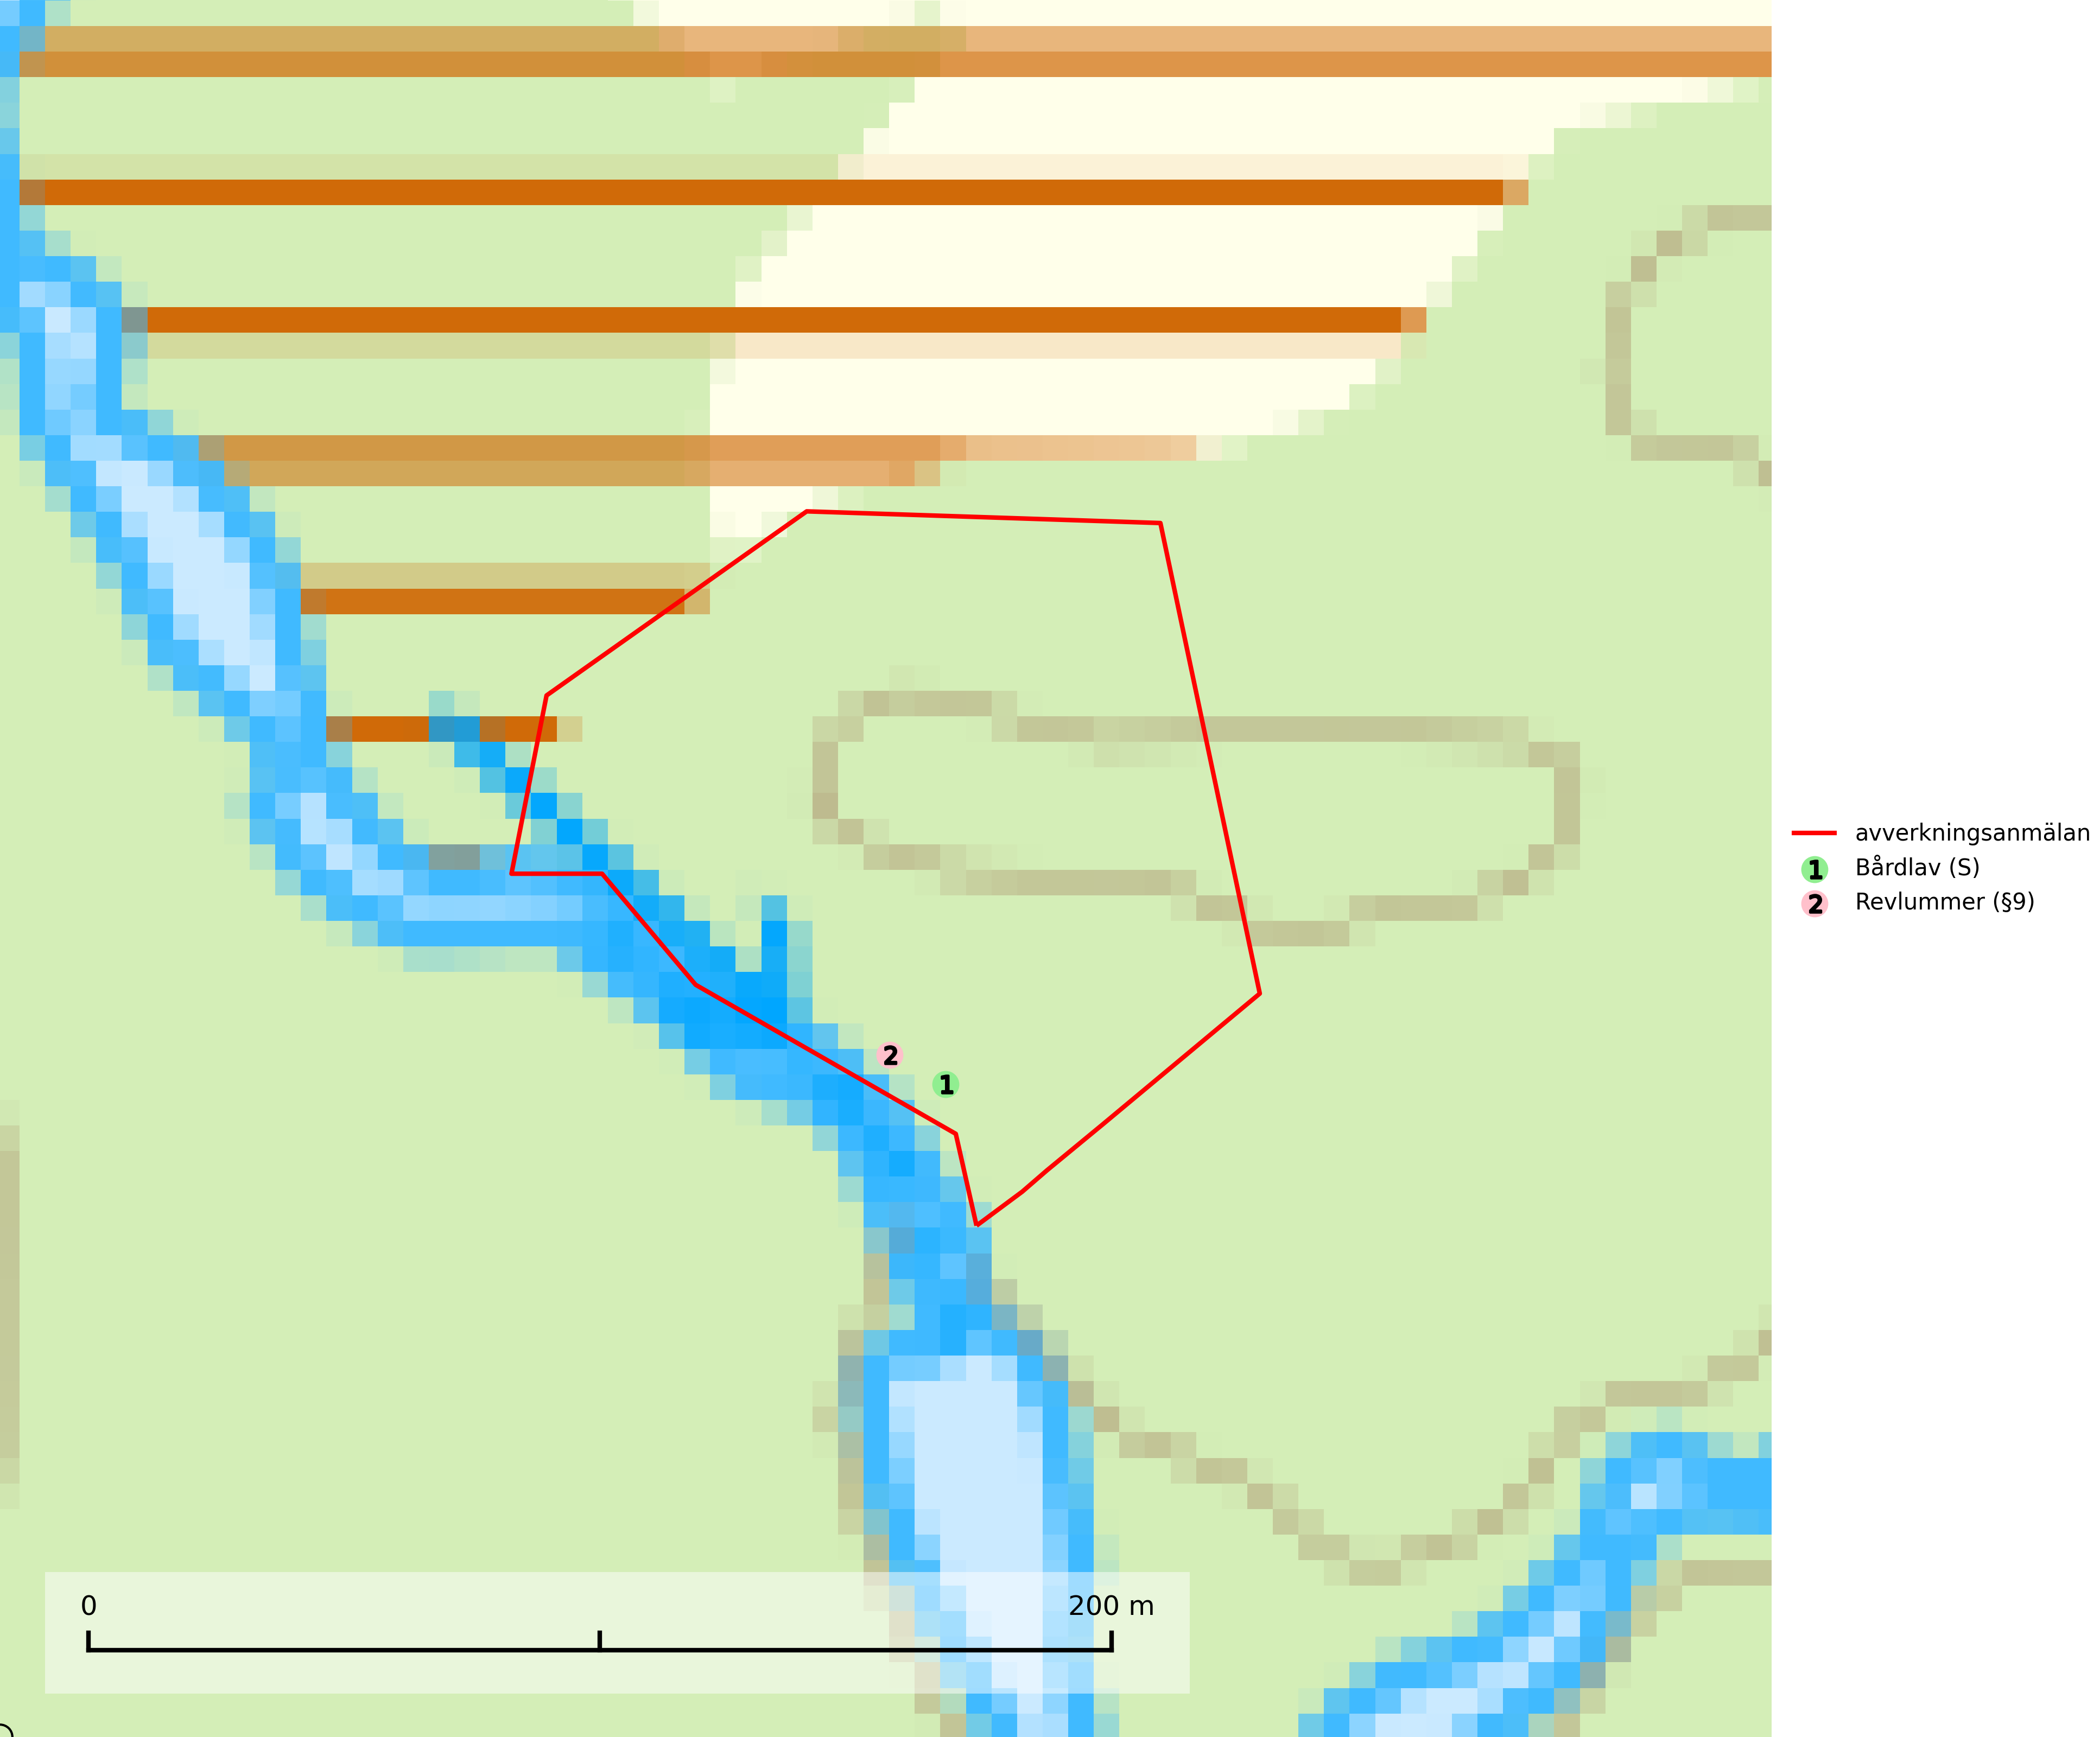 avverkningsanmälan
1 Bårdlav (S)
2 Revlummer (§9)
2
1
0 200 m